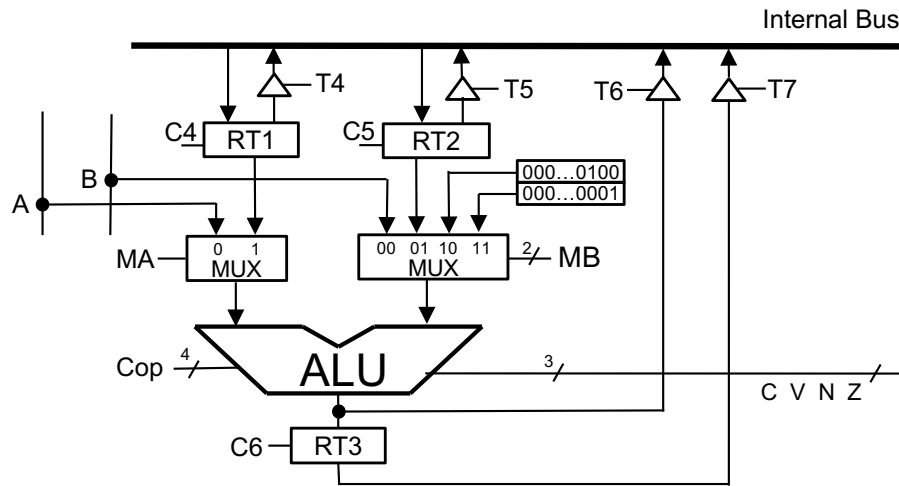 Internal Bus
T4
T5
T6
T7
C4
RT1
C5
RT2
B
000...0100
000...0001
A
0 1
MUX
MA
00 01 10 11
MUX
2
MB
Cop
4
ALU
3
C V N Z
C6
RT3